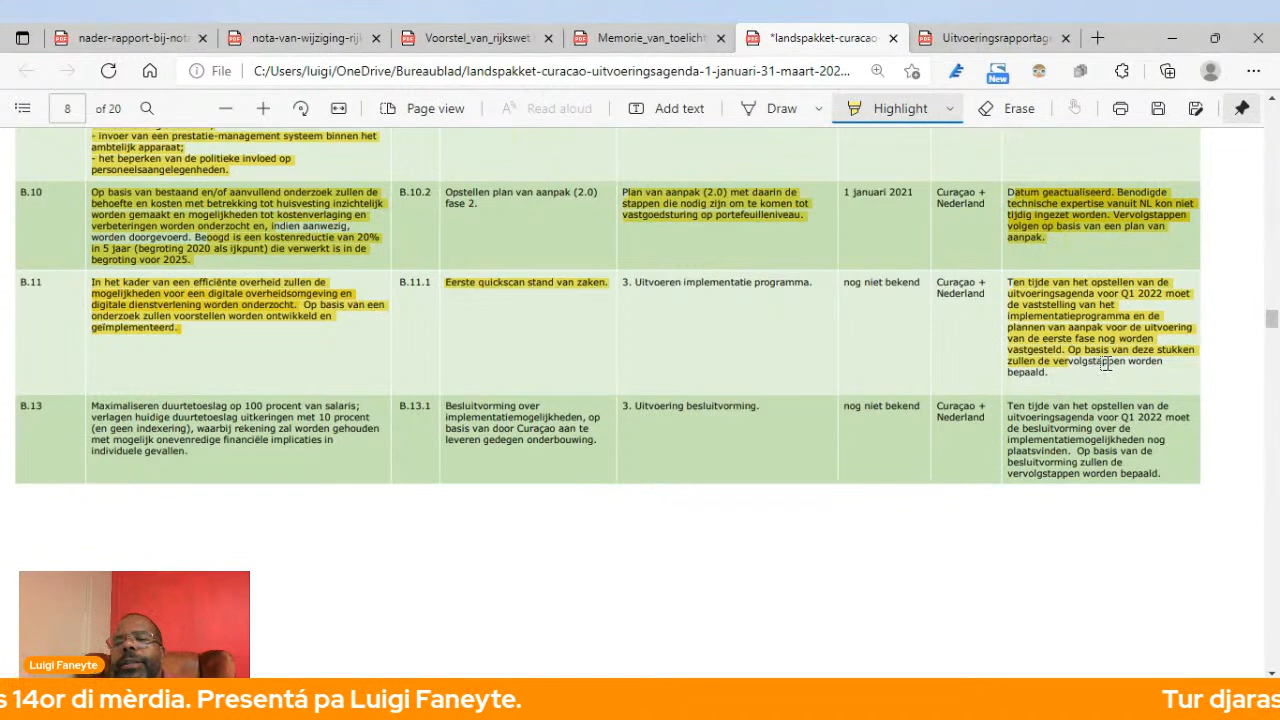 nader-rapport-bij-nota
nota-van-wijziging-rijk
Voorstel_van_rijkswet
Memorie_van_toelicht
*landspakket-curacao-
Uitvoeringsrapportag
File
C:/Users/luigi/OneDrive/Bureaublad/landspakket-curacao-uitvoeringsagenda-1-januari-31-maart-202...
New
8 of 20
Page view
Read aloud
Add text
Draw
Highlight
Erase
- invoer van een prestatie-management systeem binnen het
ambtelijk apparaat;
- het beperken van de politieke invloed op
personeelsaangelegenheden.
B.10
Op basis van bestaand en/of aanvullend onderzoek zullen de
behoefte en kosten met betrekking tot huisvesting inzichtelijk
worden gemaakt en mogelijkheden tot kostenverlaging en
verbeteringen worden onderzocht en, indien aanwezig,
worden doorgevoerd. Beoogd is een kostenreductie van 20%
in 5 jaar (begroting 2020 als ijkpunt) die verwerkt is in de
begroting voor 2025.
B.10.2
Opstellen plan van aanpak (2.0)
fase 2.
Plan van aanpak (2.0) met daarin de
stappen die nodig zijn om te komen tot
vastgoedsturing op portefeuilleniveau.
1 januari 2021
Curaçao +
Nederland
Datum geactualiseerd. Benodigde
technische expertise vanuit NL kon niet
tijdig ingezet worden. Vervolgstappen
volgen op basis van een plan van
aanpak.
B.11
In het kader van een efficiënte overheid zullen de
mogelijkheden voor een digitale overheidsomgeving en
digitale dienstverlening worden onderzocht. Op basis van een
onderzoek zullen voorstellen worden ontwikkeld en
geïmplementeerd.
B.11.1
Eerste quickscan stand van zaken.
3. Uitvoeren implementatie programma.
nog niet bekend
Curaçao +
Nederland
Ten tijde van het opstellen van de
uitvoeringsagenda voor Q1 2022 moet
de vaststelling van het
implementatieprogramma en de
plannen van aanpak voor de uitvoering
van de eerste fase nog worden
vastgesteld. Op basis van deze stukken
zullen de vervolgstappen worden
bepaald.
B.13
Maximaliseren duurtetoeslag op 100 procent van salaris;
verlagen huidige duurtetoeslag uitkeringen met 10 procent
(en geen indexering), waarbij rekening zal worden gehouden
met mogelijk onevenredige financiële implicaties in
individuele gevallen.
B.13.1
Besluitvorming over
implementatiemogelijkheden, op
basis van door Curaçao aan te
leveren gedegen onderbouwing.
3. Uitvoering besluitvorming.
nog niet bekend
Curaçao +
Nederland
Ten tijde van het opstellen van de
uitvoeringsagenda voor Q1 2022 moet
de besluitvorming over de
implementatiemogelijkheden nog
plaatsvinden. Op basis van de
besluitvorming zullen de
vervolgstappen worden bepaald.
Luigi Faneyte
s 14or di mèrdia. Presentá pa Luigi Faneyte.
Tur djaras